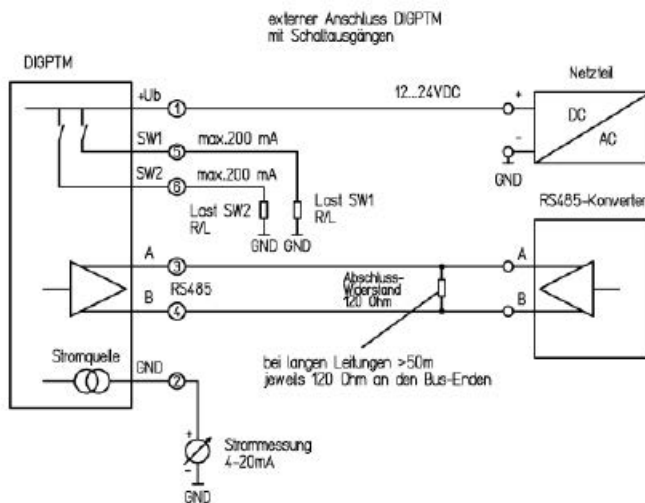 externer Anschluss DIGPTM
mit Schaltausgängen
DIGPTM
Netzteil
+Ub
1
12...24VDC
+
DC
AC
-
GND
SW1
5
max.200 mA
SW2
6
max.200 mA
Last SW2
R/L
Last SW1
R/L
GND
GND
RS485-Konverter
A
3
A
RS485
Abschluss-
Widerstand
120 Ohm
B
4
B
Stromquelle
GND
2
bei langen Leitungen >50m
jeweils 120 Ohm an den Bus-Enden
+
-
Strommessung
4-20mA
GND